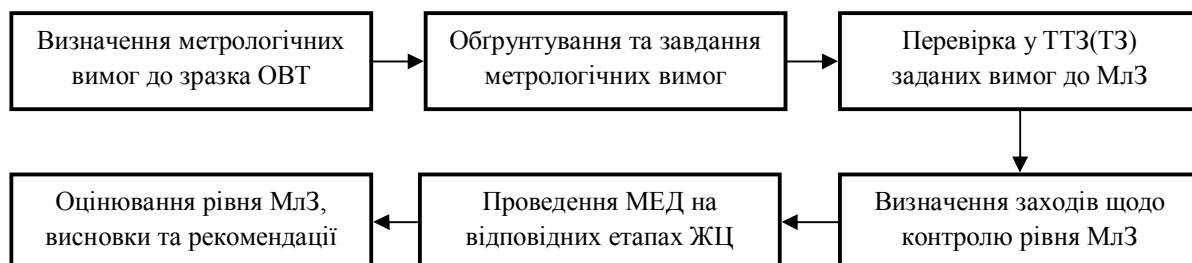 Визначення метрологічних
вимог до зразка ОВТ
Обґрунтування та завдання
метрологічних вимог
Перевірка у ТТЗ(ТЗ)
заданих вимог до МлЗ
Визначення заходів щодо
контролю рівня МлЗ
Проведення МЕД на
відповідних етапах ЖЦ
Оцінювання рівня МлЗ,
висновки та рекомендації